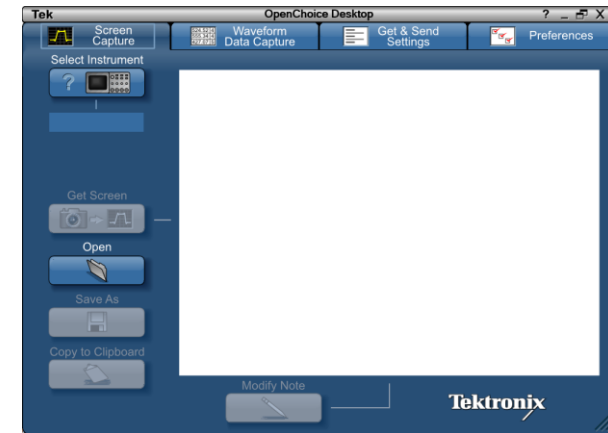 Tek
OpenChoice Desktop
? _ X
Screen
Capture
Waveform
Data Capture
Get & Send
Settings
Preferences
Select Instrument
?
Get Screen
Open
Save As
Copy to Clipboard
Modify Note
Tektronix